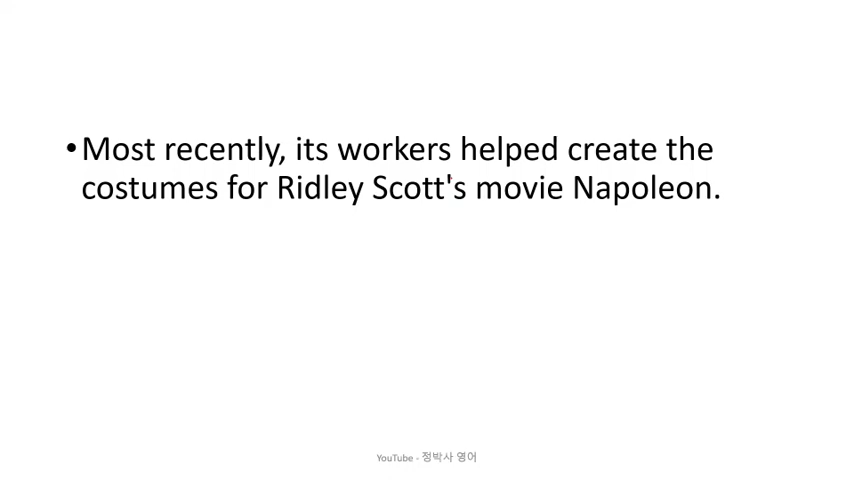 •Most recently, its workers helped create the
costumes for Ridley Scott's movie Napoleon.
YouTube - 정박사 영어